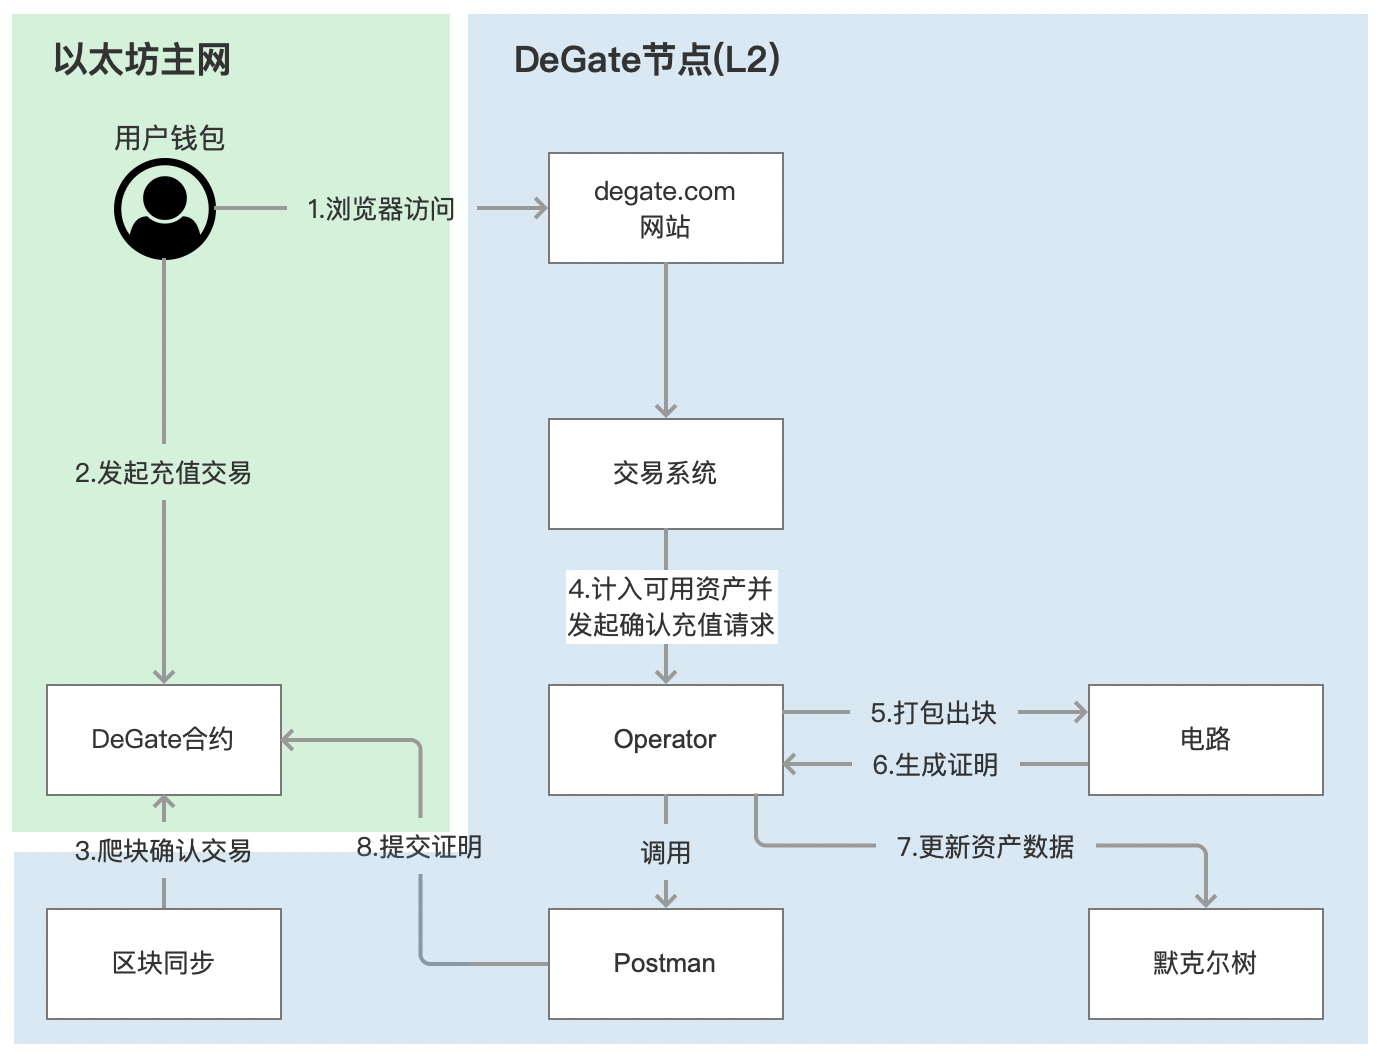 以太坊主网
DeGate节点(L2)
用户钱包
1.浏览器访问
degate.com
网站
2.发起充值交易
交易系统
4.计入可用资产并
发起确认充值请求
DeGate合约
Operator
5.打包出块
6.生成证明
电路
3.爬块确认交易
8.提交证明
调用
7.更新资产数据
区块同步
Postman
默克尔树